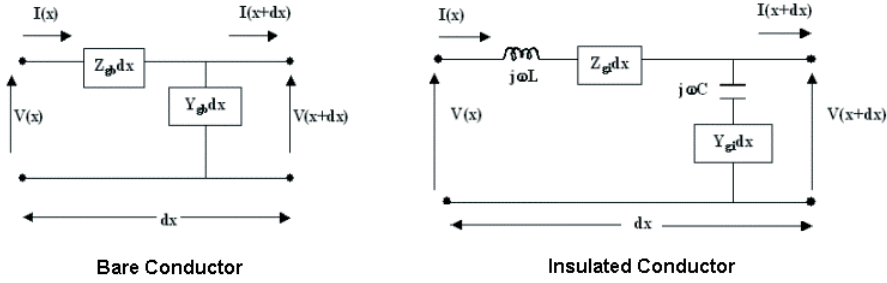 I(x)
I(x+dx)
Z_gb dx
Y_gb dx
V(x)
V(x+dx)
dx
Bare Conductor
I(x)
I(x+dx)
jωL
Z_gi dx
jωC
V(x)
V(x+dx)
Y_gi dx
dx
Insulated Conductor